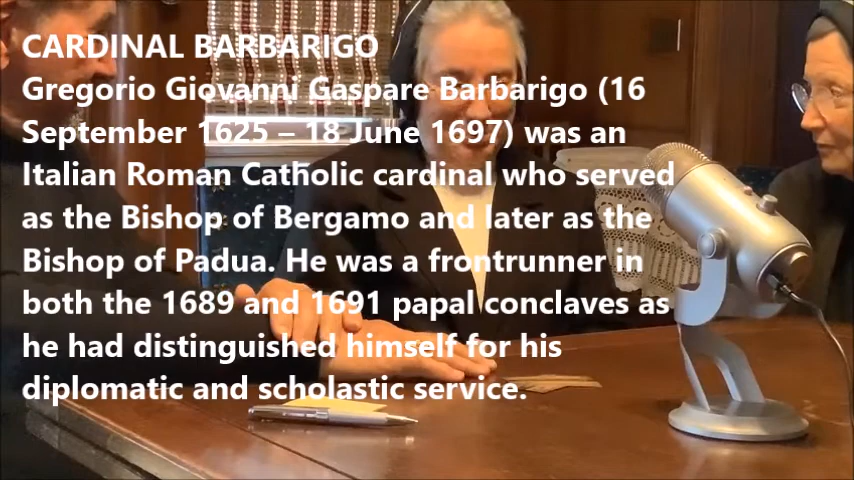 CARDINAL BARBARIGO
Gregorio Giovanni Gaspare Barbarigo (16
September 1625 – 18 June 1697) was an
Italian Roman Catholic cardinal who served
as the Bishop of Bergamo and later as the
Bishop of Padua. He was a frontrunner in
both the 1689 and 1691 papal conclaves as
he had distinguished himself for his
diplomatic and scholastic service.